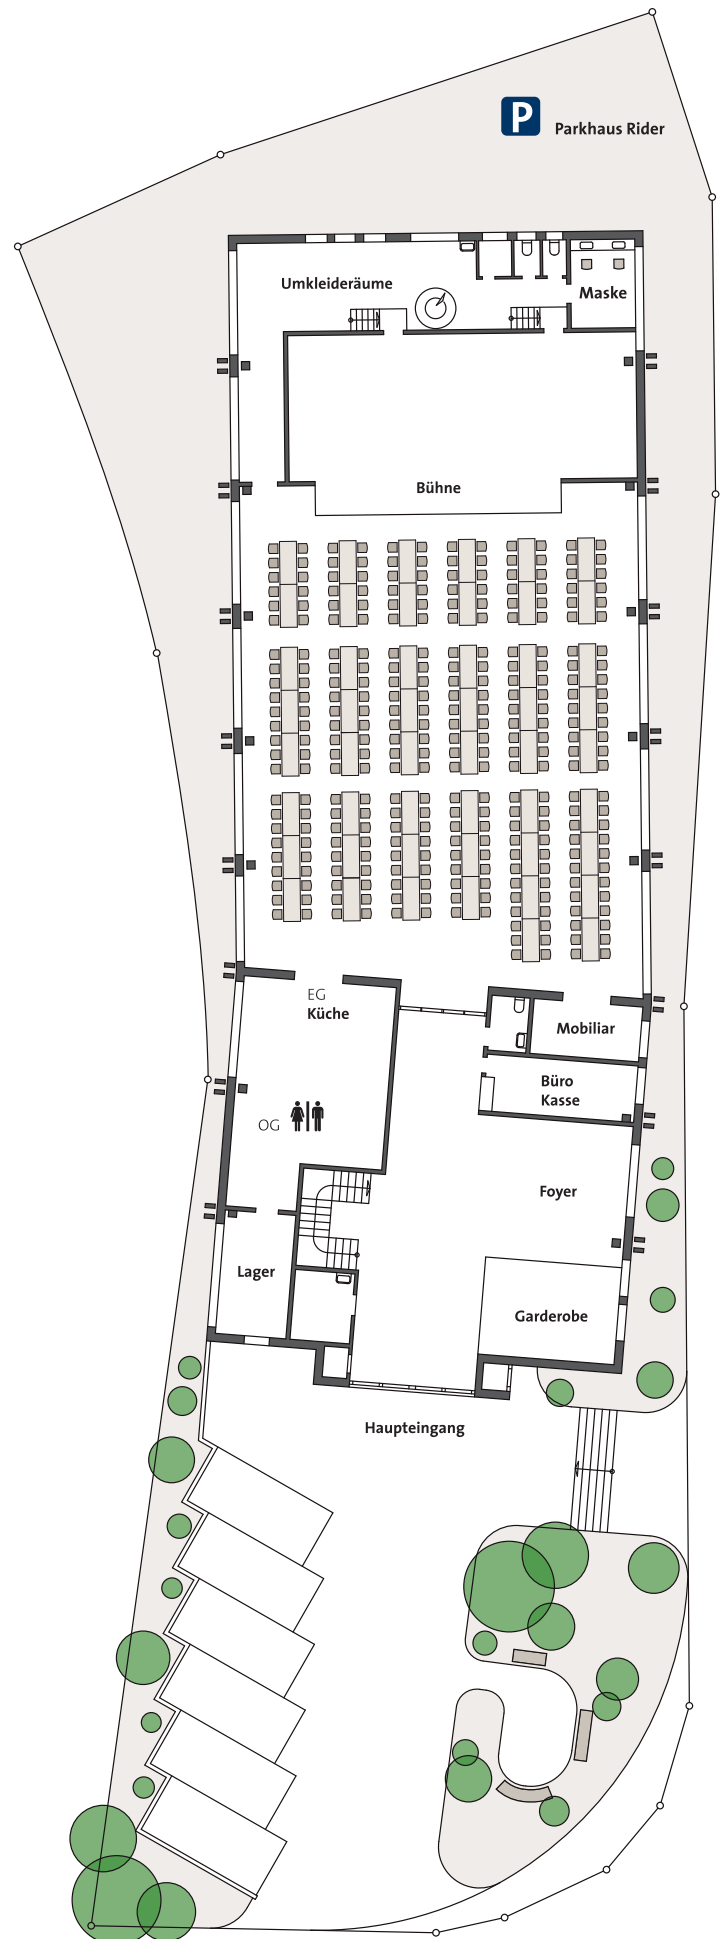 P
Parkhaus Rider
Umkleideräume
Maske
Bühne
EG
Küche
Mobiliar
Büro
Kasse
OG
Foyer
Lager
Garderobe
Haupteingang